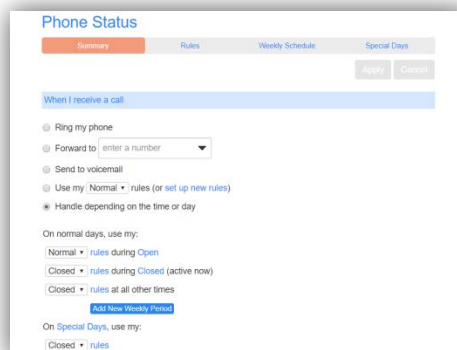 Phone Status
Summary Rules Weekly Schedule Special Days
Apply Cancel
When I receive a call
Ring my phone
Forward to enter a number
Send to voicemail
Use my Normal rules (or set up new rules)
Handle depending on the time or day
On normal days, use my:
Normal rules during Open
Closed rules during Closed (active now)
Closed rules at all other times
Add New Weekly Period
On Special Days, use my:
Closed rules